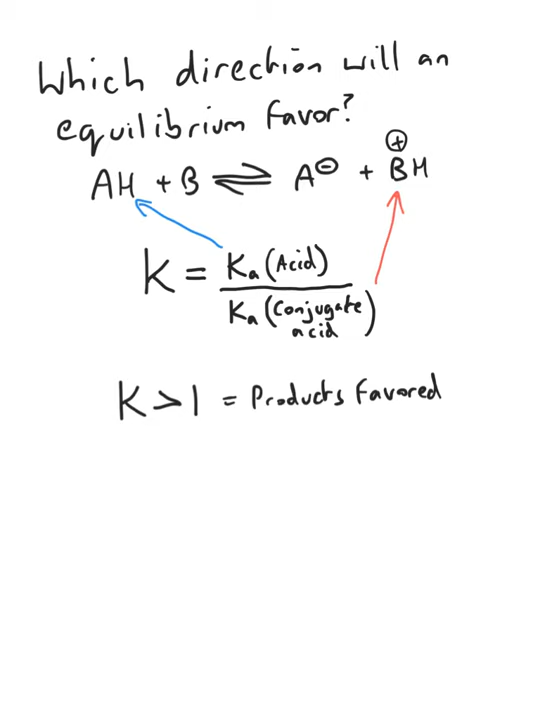 Which direction will an
equilibrium favor?
AH + B ⇌ A⊖ + B⊕H
K = Ka (Acid)
Ka (Conjugate
acid)
K > 1 = Products favored